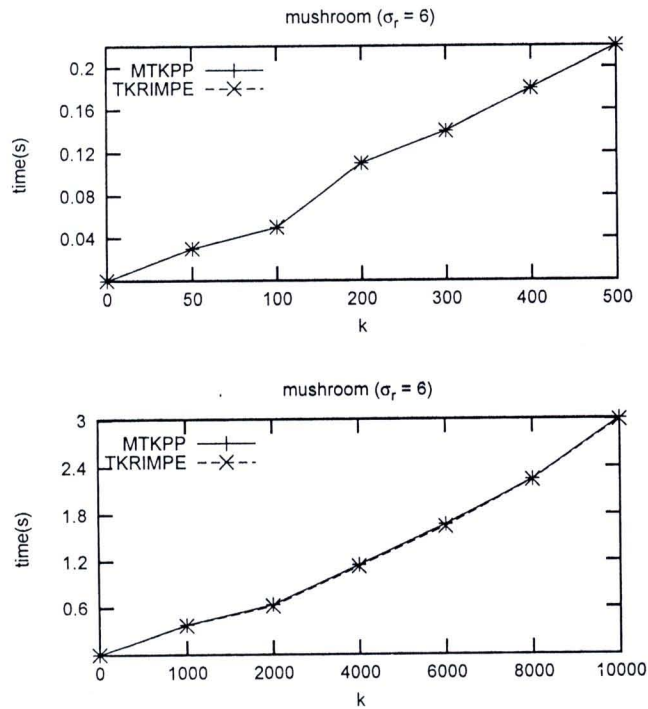 mushroom (σr = 6)
0.2
MTKPP
TKRIMPE
0.16
0.12
0.08
0.04
time(s)
0 50 100 200 300 400 500
k
mushroom (σr = 6)
3
MTKPP
2.4
TKRIMPE
1.8
1.2
0.6
time(s)
0 1000 2000 4000 6000 8000 10000
k